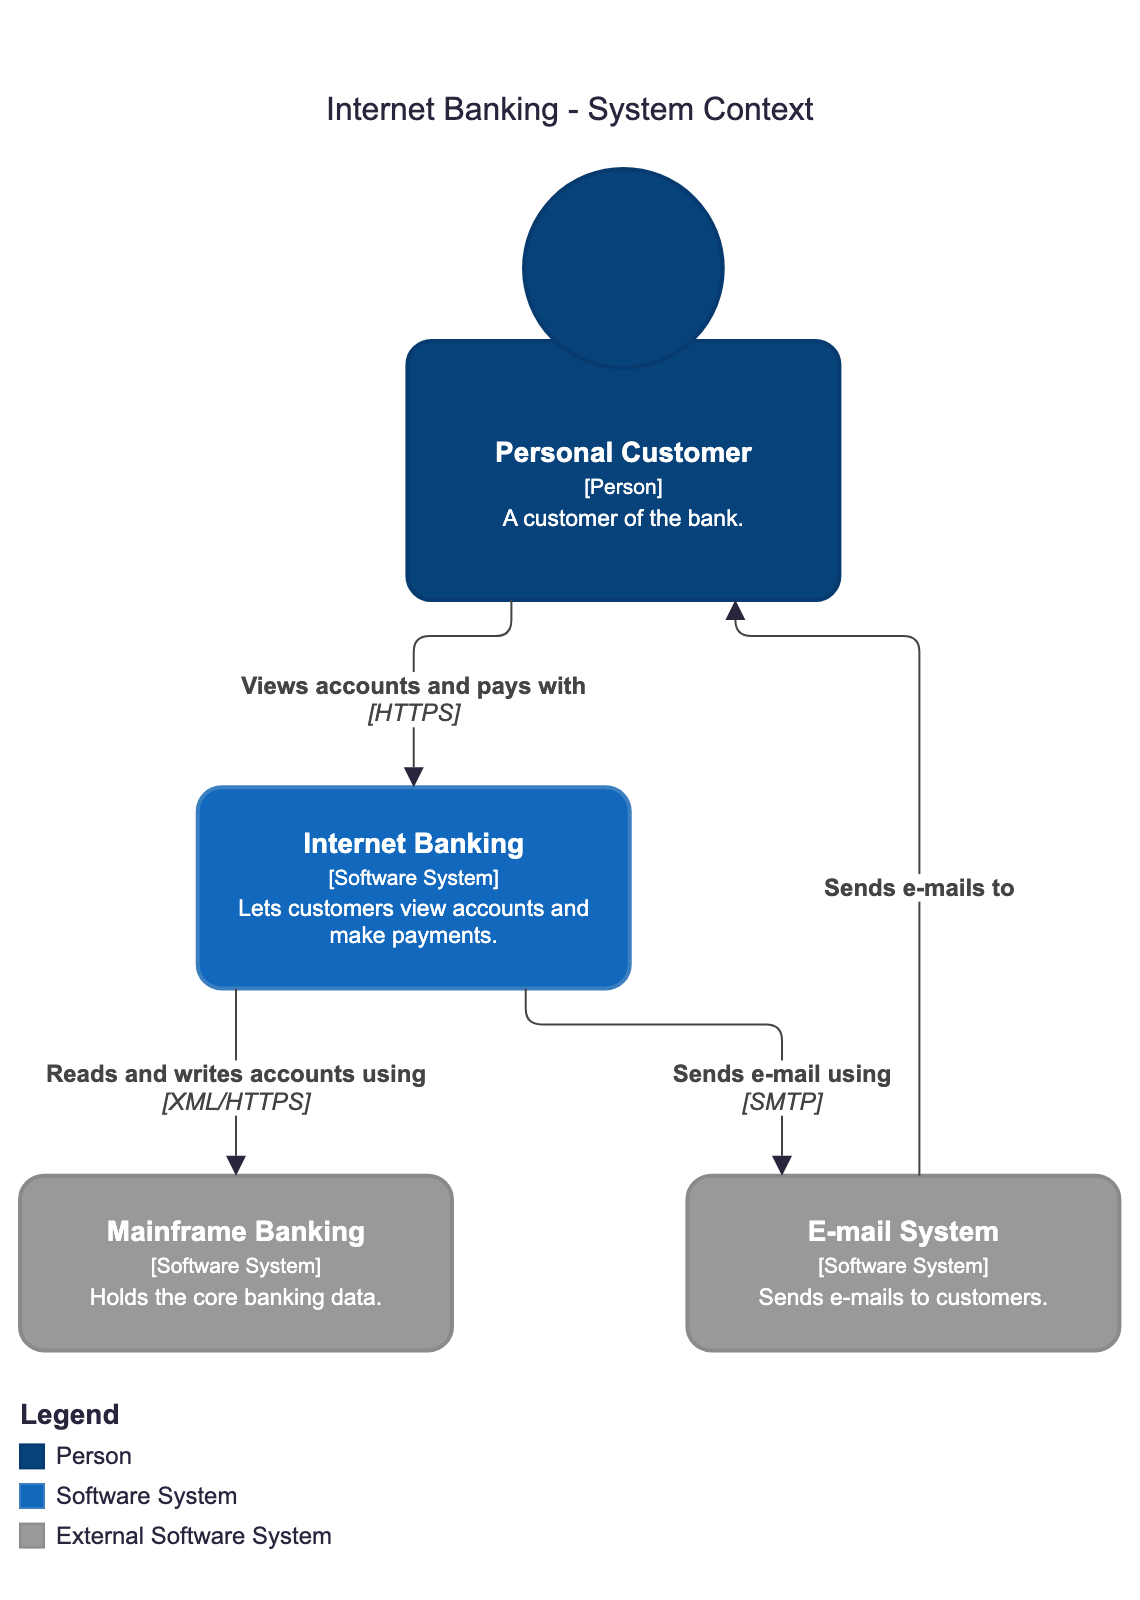 Internet Banking - System Context
Personal Customer
[Person]
A customer of the bank.
Views accounts and pays with
[HTTPS]
Internet Banking
[Software System]
Lets customers view accounts and
make payments.
Sends e-mails to
Reads and writes accounts using
[XML/HTTPS]
Sends e-mail using
[SMTP]
Mainframe Banking
[Software System]
Holds the core banking data.
E-mail System
[Software System]
Sends e-mails to customers.
Legend
Person
Software System
External Software System